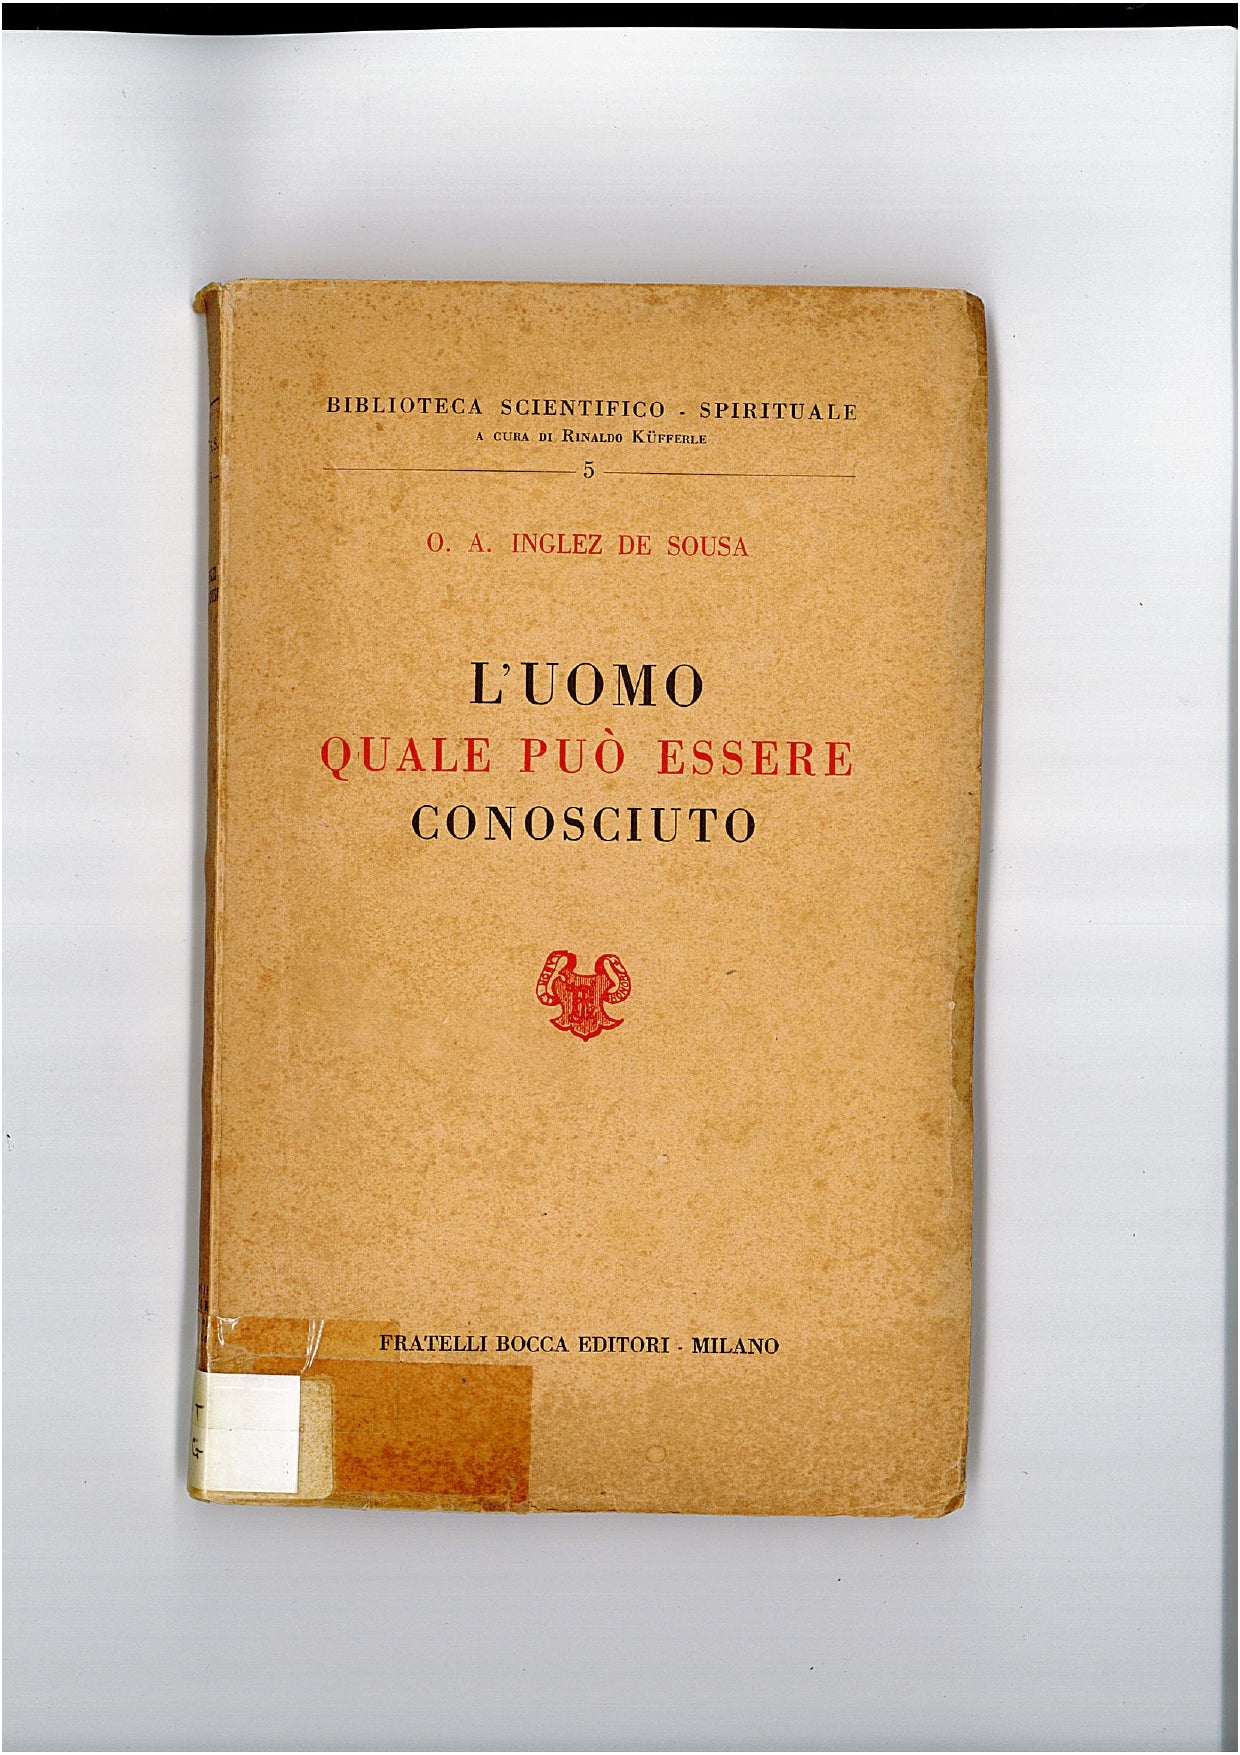 BIBLIOTECA SCIENTIFICO - SPIRITUALE
A CURA DI RINALDO KÜFFERLE
5
O. A. INGLEZ DE SOUSA
L'UOMO
QUALE PUÒ ESSERE
CONOSCIUTO
FRATELLI BOCCA EDITORI - MILANO
T
G